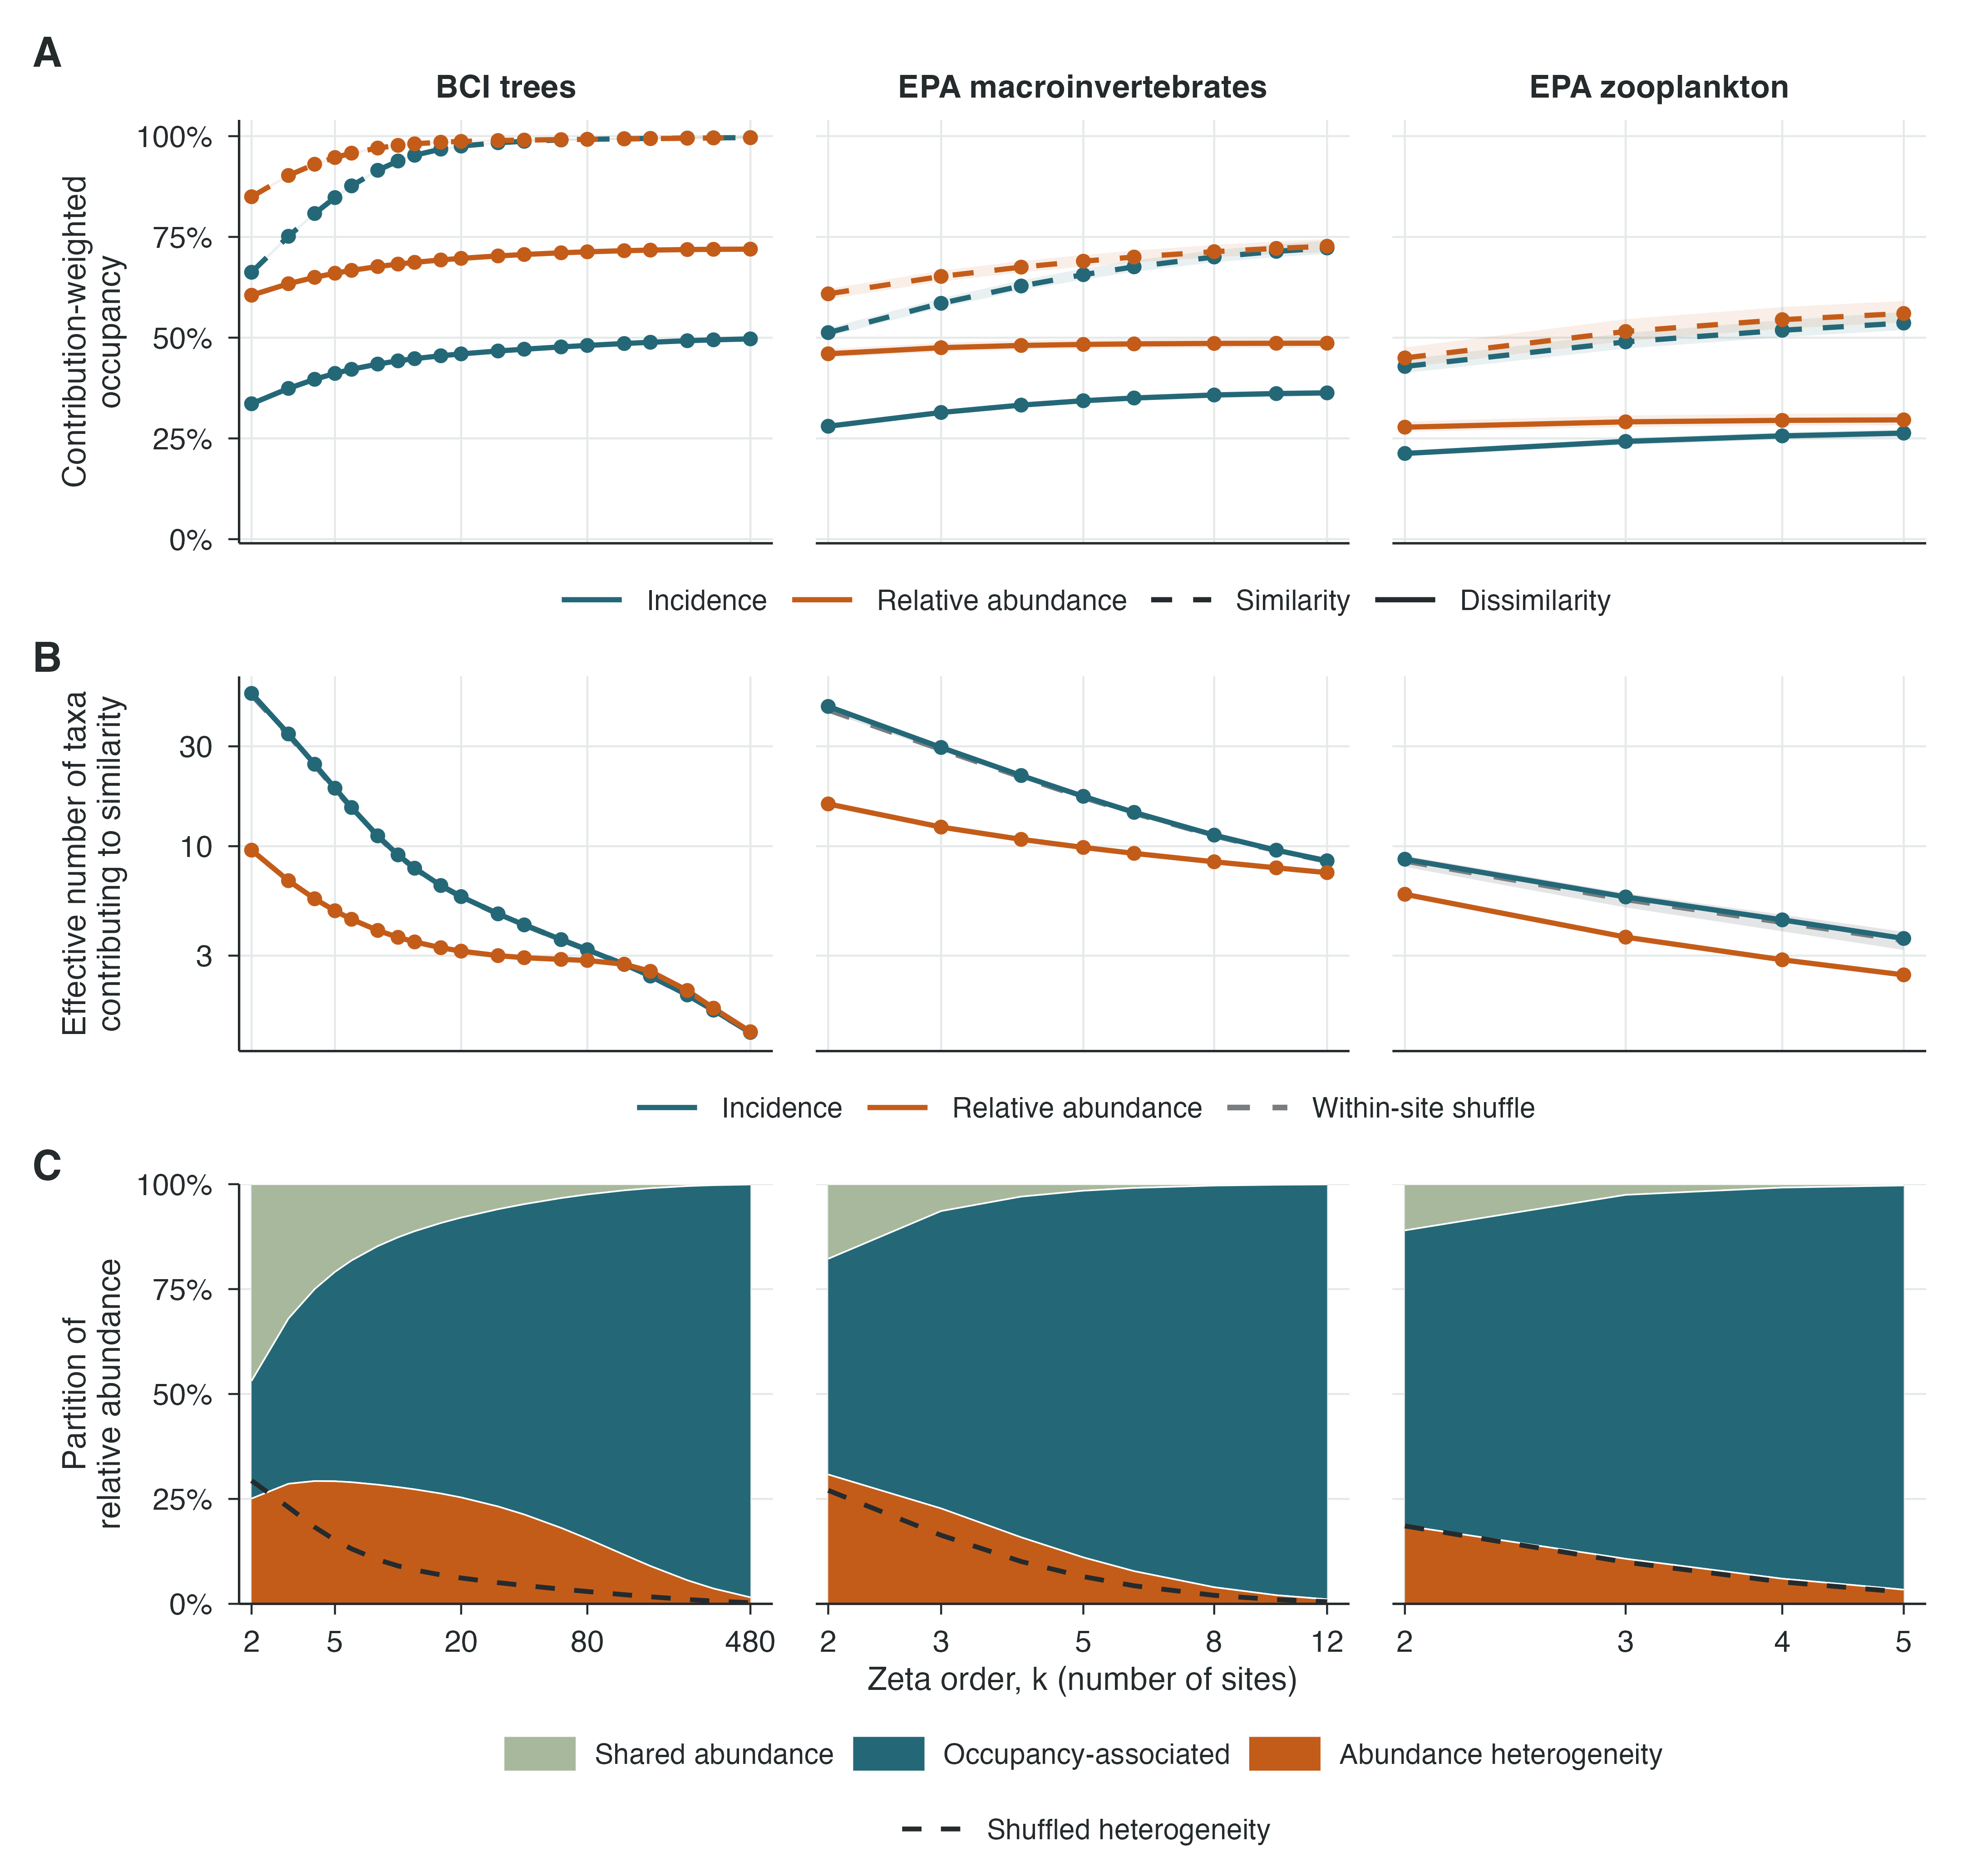 A
BCI trees
EPA macroinvertebrates
EPA zooplankton
Contribution-weighted
occupancy
100%
75%
50%
25%
0%
Incidence
Relative abundance
Similarity
Dissimilarity
B
Effective number of taxa
contributing to similarity
30
10
3
Incidence
Relative abundance
Within-site shuffle
C
Partition of
relative abundance
100%
75%
50%
25%
0%
2 5 20 80 480
2 3 5 8 12
2 3 4 5
Zeta order, k (number of sites)
Shared abundance
Occupancy-associated
Abundance heterogeneity
Shuffled heterogeneity